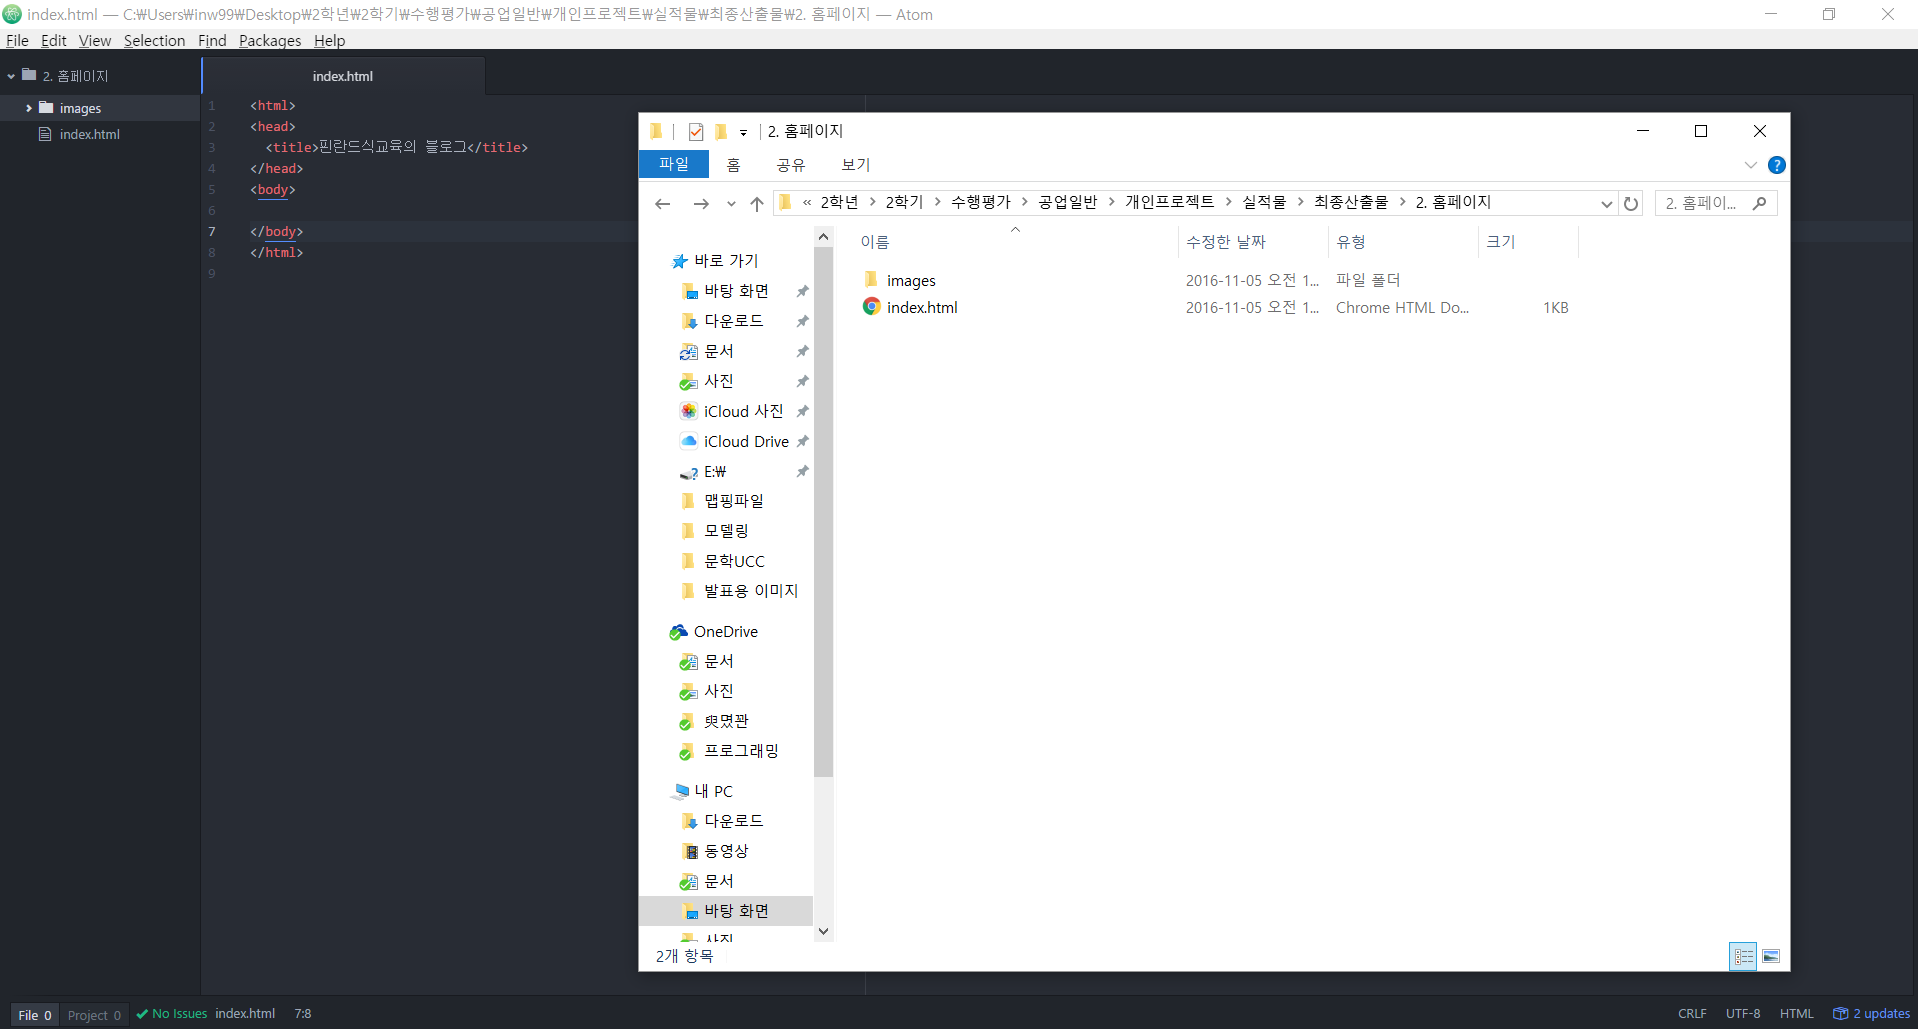 index.html — C:\Users\inw99\Desktop\2학년\2학기\수행평가\공업일반\개인프로젝트\실적물\최종산출물\2. 홈페이지 — Atom
File Edit View Selection Find Packages Help
2. 홈페이지
images
index.html
index.html
1 <html>
2 <head>
3 <title>핀란드식교육의 블로그</title>
4 </head>
5 <body>
6
7 </body>
8 </html>
9
2. 홈페이지
파일 홈 공유 보기
« 2학년 > 2학기 > 수행평가 > 공업일반 > 개인프로젝트 > 실적물 > 최종산출물 > 2. 홈페이지
2. 홈페이...
이름 수정한 날짜 유형 크기
images 2016-11-05 오전 1... 파일 폴더
index.html 2016-11-05 오전 1... Chrome HTML Do... 1KB
바로 가기
바탕 화면
다운로드
문서
사진
iCloud 사진
iCloud Drive
E:\
맵핑파일
모델링
문학UCC
발표용 이미지
OneDrive
문서
사진
프로그래밍
내 PC
다운로드
동영상
문서
바탕 화면
사진
2개 항목
File 0 Project 0 No Issues index.html 7:8 CRLF UTF-8 HTML 2 updates